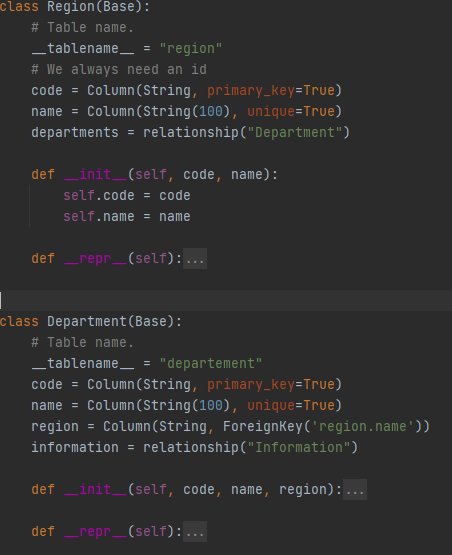 class Region(Base):
    # Table name.
    __tablename__ = "region"
    # We always need an id
    code = Column(String, primary_key=True)
    name = Column(String(100), unique=True)
    departments = relationship("Department")
    def __init__(self, code, name):
        self.code = code
        self.name = name
    def __repr__(self):...
class Department(Base):
    # Table name.
    __tablename__ = "departement"
    code = Column(String, primary_key=True)
    name = Column(String(100), unique=True)
    region = Column(String, ForeignKey('region.name'))
    information = relationship("Information")
    def __init__(self, code, name, region):...
    def __repr__(self):...